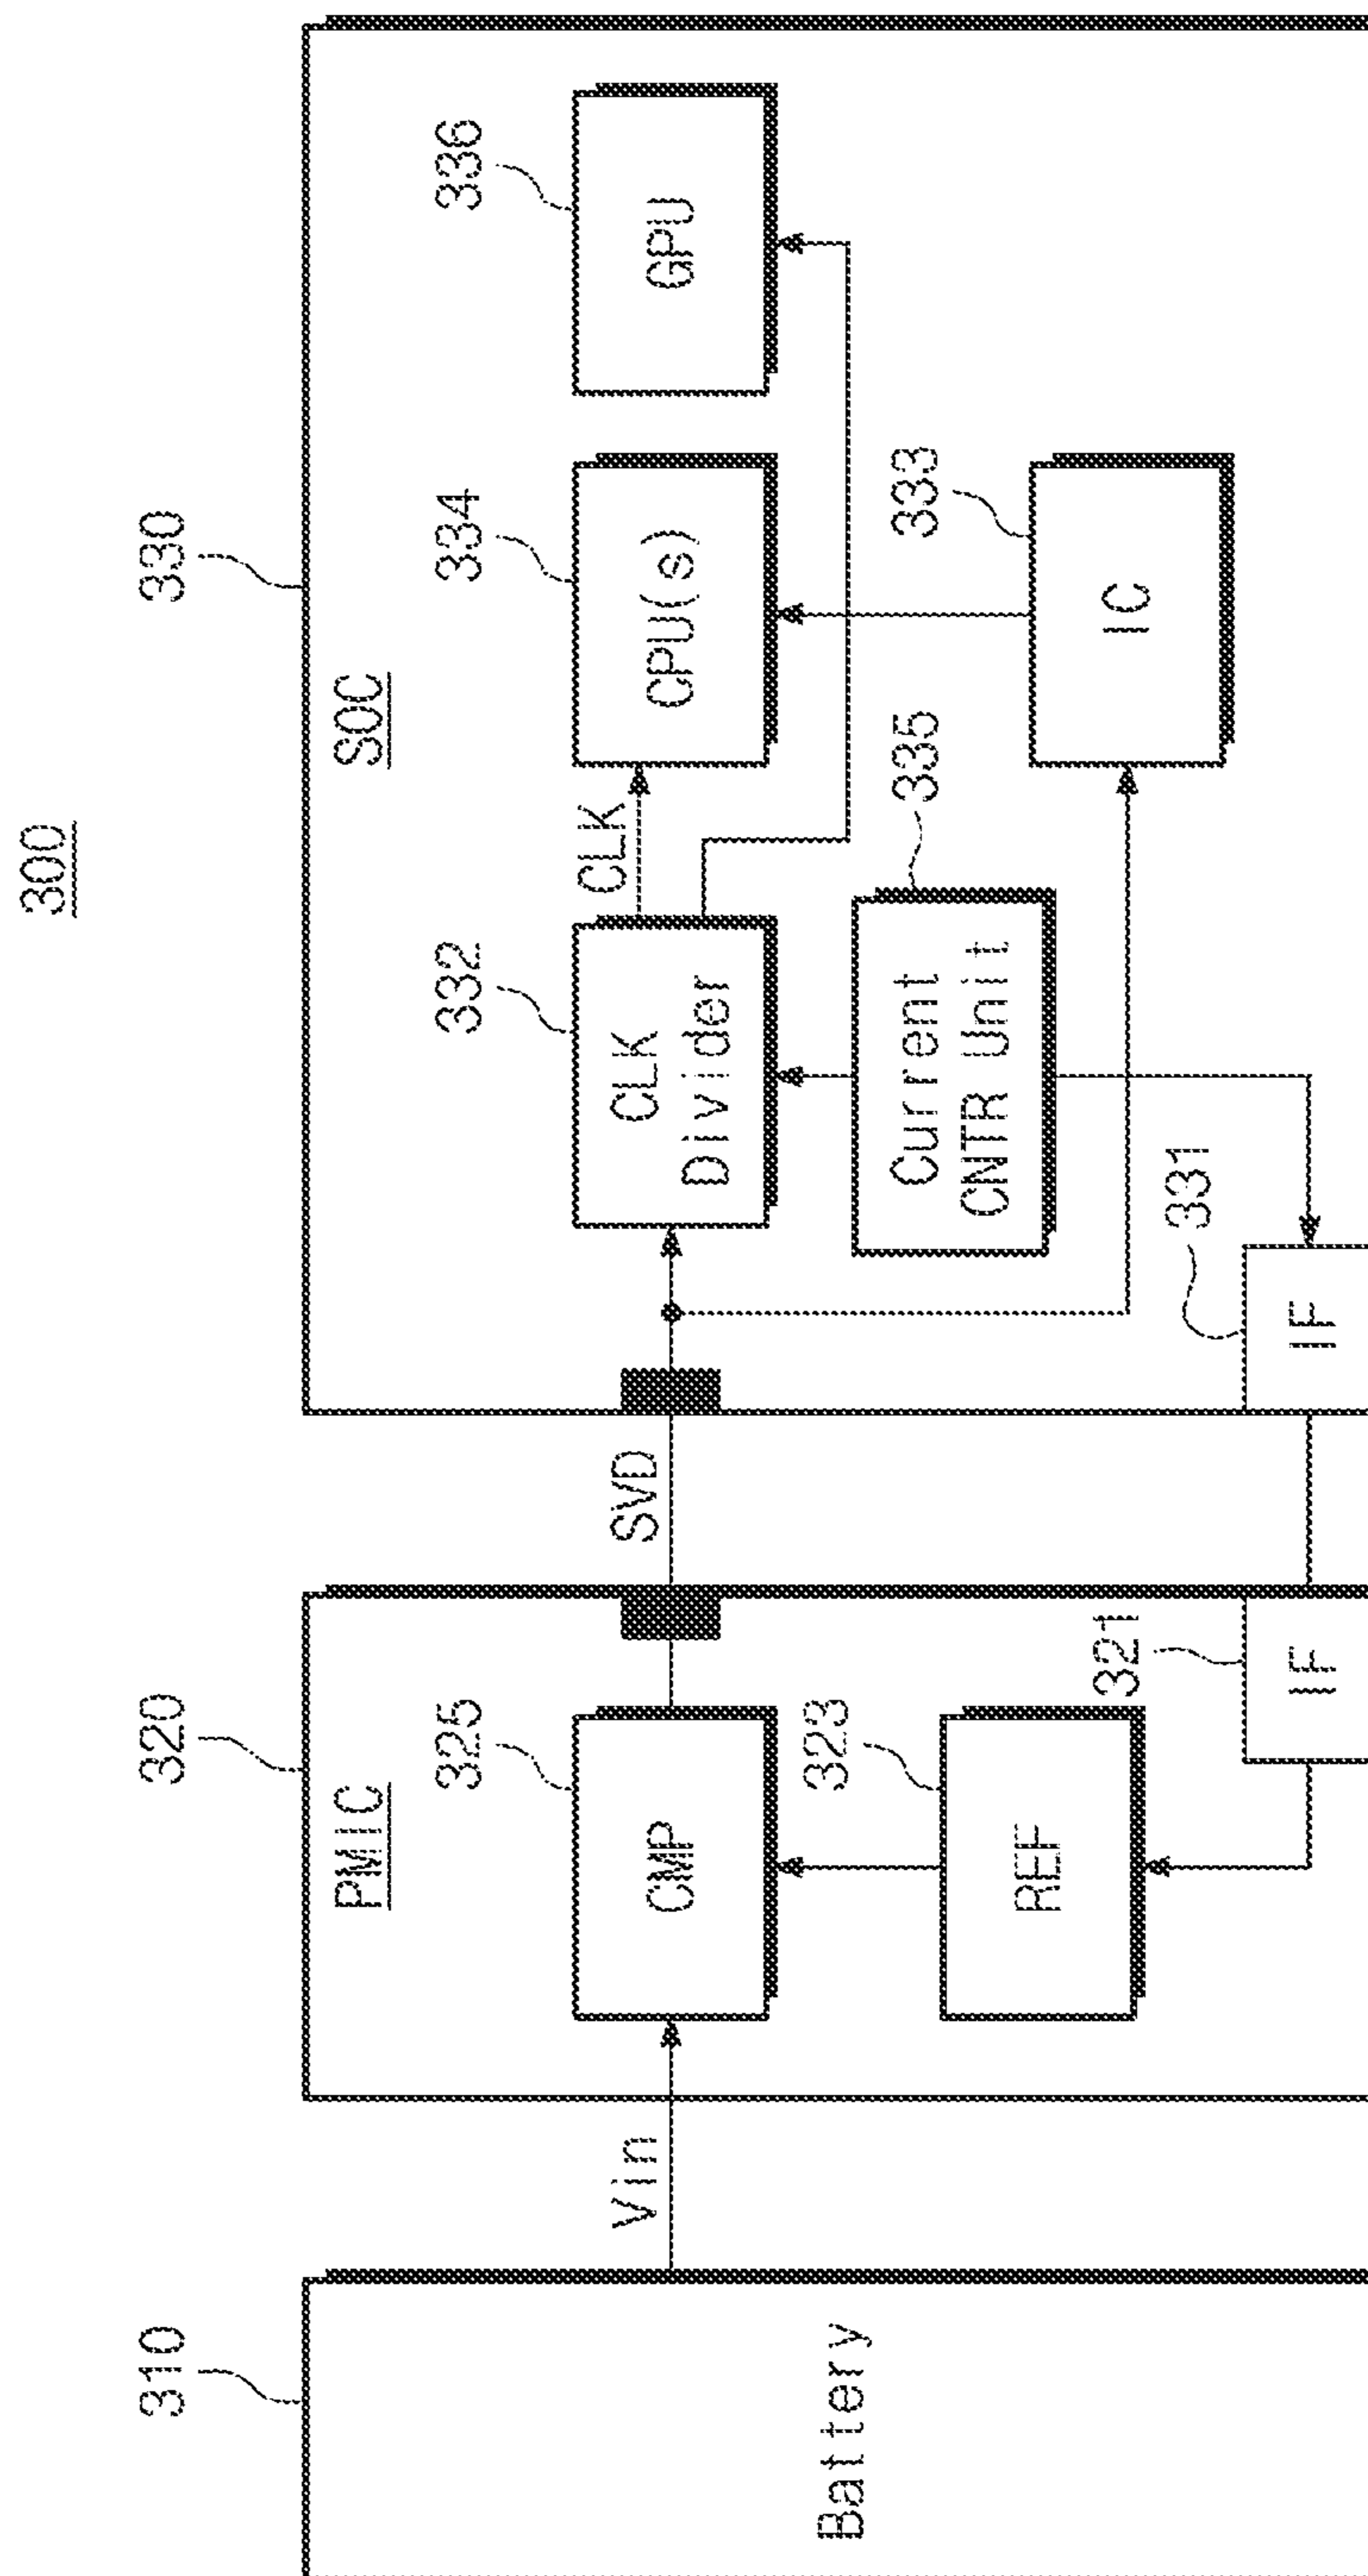 300
310
320
330
Battery
Vin
PMIC
325
CMP
323
REF
321
IF
SVD
SOC
332
CLK
Divider
CLK
334
CPU(s)
336
GPU
335
Current
CNTR Unit
333
IC
331
IF